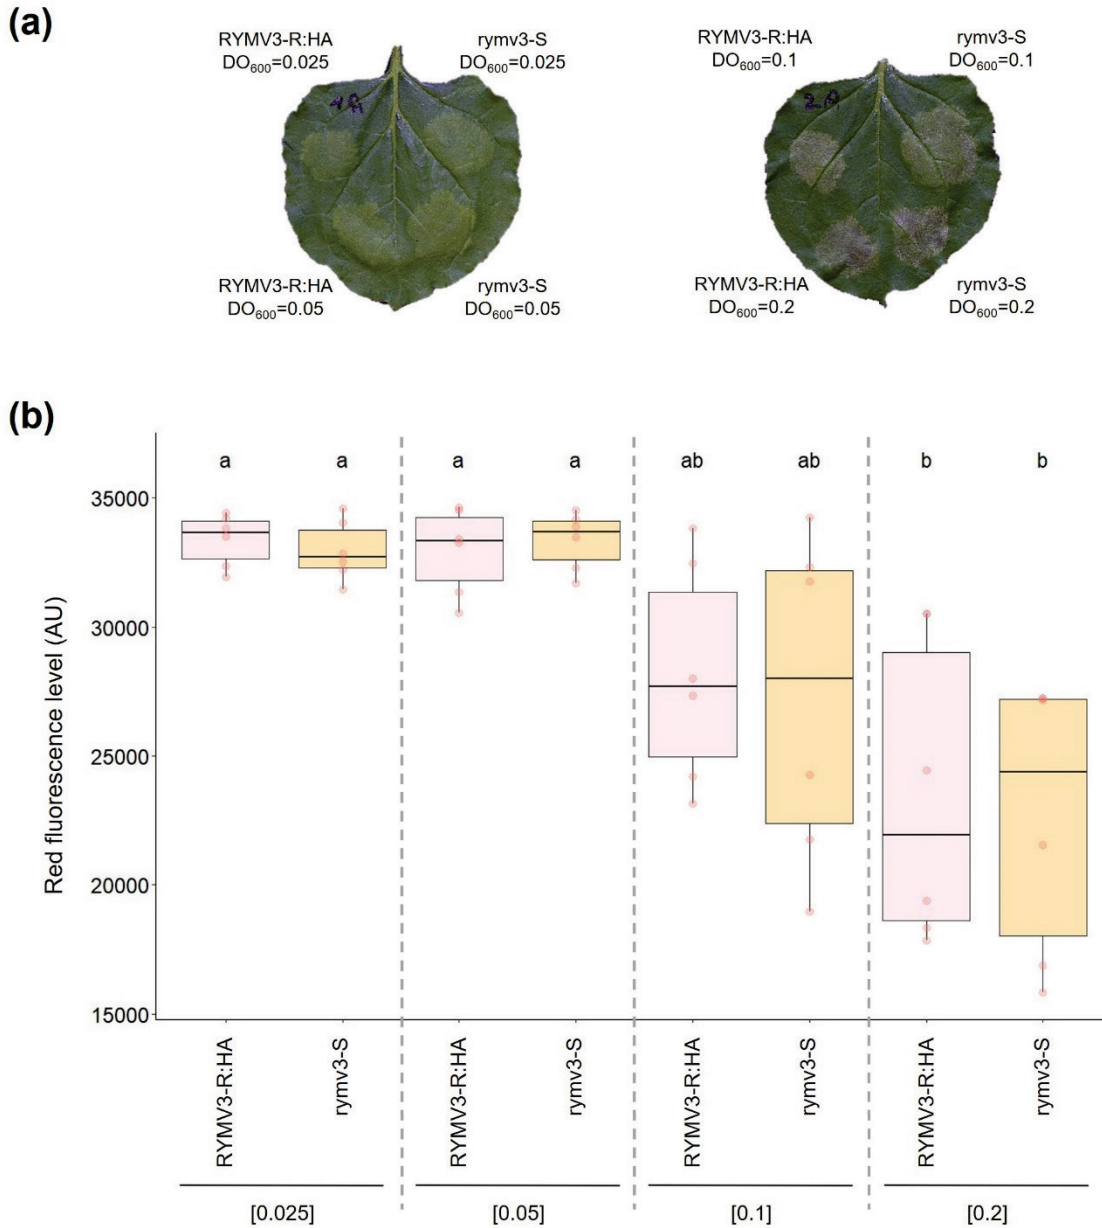 (a)
RYMV3-R:HA
DO600=0.025
rymv3-S
DO600=0.025
RYMV3-R:HA
DO600=0.1
rymv3-S
DO600=0.1
1A
2A
RYMV3-R:HA
DO600=0.05
rymv3-S
DO600=0.05
RYMV3-R:HA
DO600=0.2
rymv3-S
DO600=0.2
(b)
a
a
a
a
ab
ab
b
b
Red fluorescence level (AU)
35000
30000
25000
20000
15000
RYMV3-R:HA
rymv3-S
RYMV3-R:HA
rymv3-S
RYMV3-R:HA
rymv3-S
RYMV3-R:HA
rymv3-S
[0.025]
[0.05]
[0.1]
[0.2]